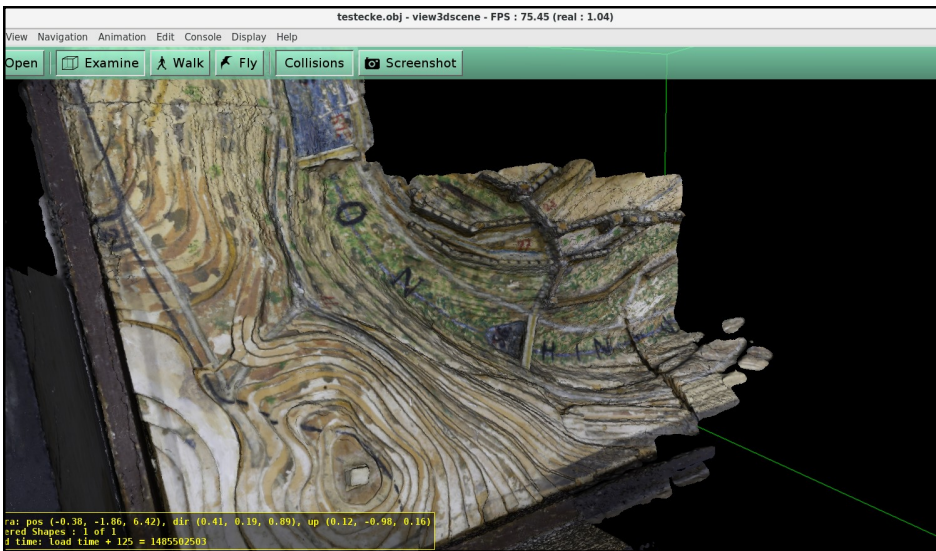 testecke.obj - view3dscene - FPS : 75.45 (real : 1.04)
View Navigation Animation Edit Console Display Help
Open Examine Walk Fly Collisions Screenshot
O
N
H I N
ra: pos (-0.38, -1.86, 6.42), dir (0.41, 0.19, 0.89), up (0.12, -0.98, 0.16)
ered Shapes : 1 of 1
d time: load time + 125 = 1485502503